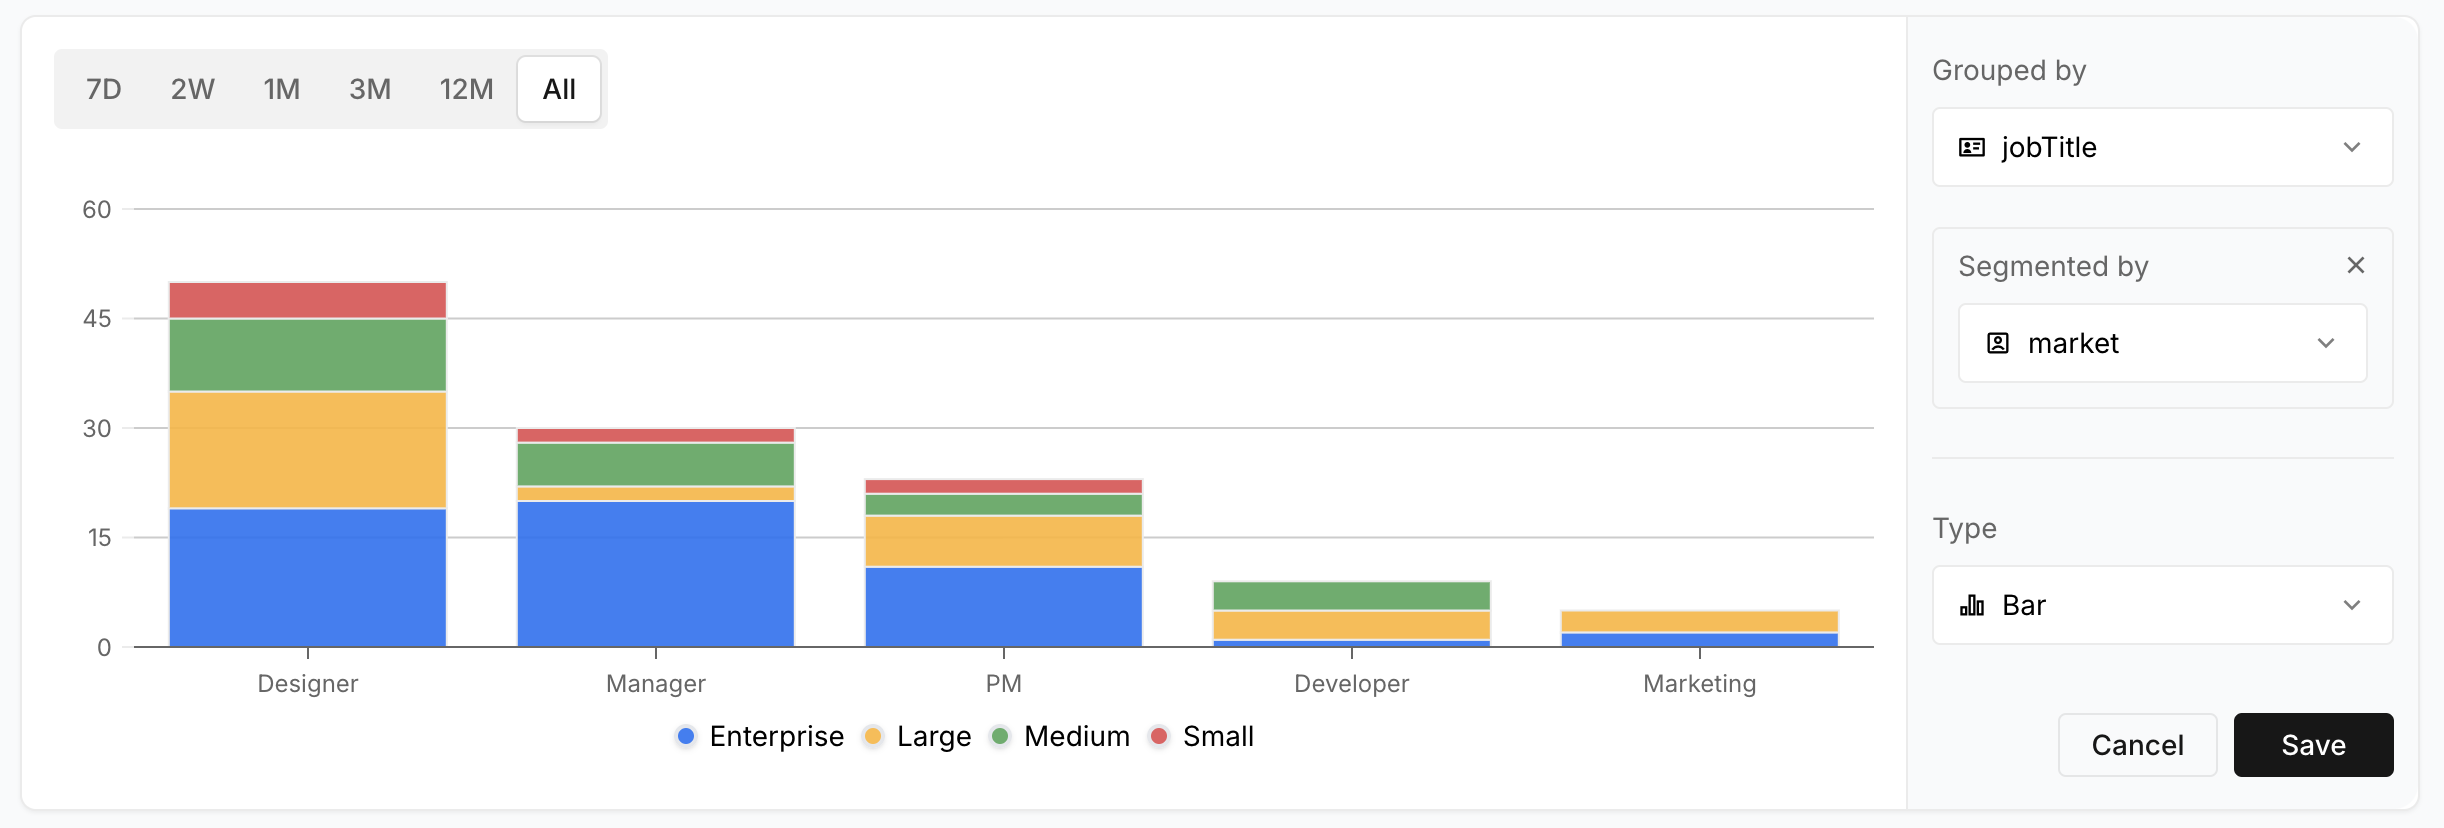 7D 2W 1M 3M 12M All
60
45
30
15
0
Designer Manager PM Developer Marketing
Enterprise Large Medium Small
Grouped by
jobTitle
Segmented by
market
Type
Bar
Cancel Save